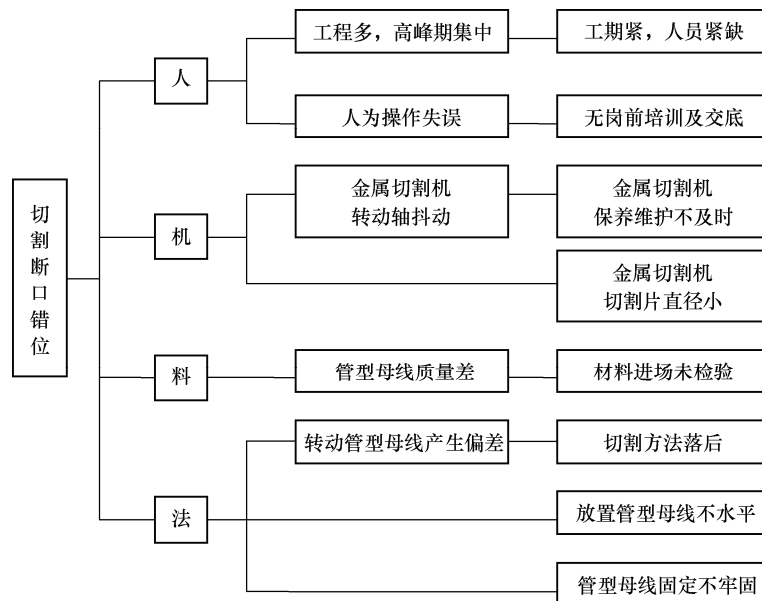 切割断口错位
人
工程多，高峰期集中
工期紧，人员紧缺
人为操作失误
无岗前培训及交底
机
金属切割机
转动轴抖动
金属切割机
保养维护不及时
金属切割机
切割片直径小
料
管型母线质量差
材料进场未检验
法
转动管型母线产生偏差
切割方法落后
放置管型母线不水平
管型母线固定不牢固